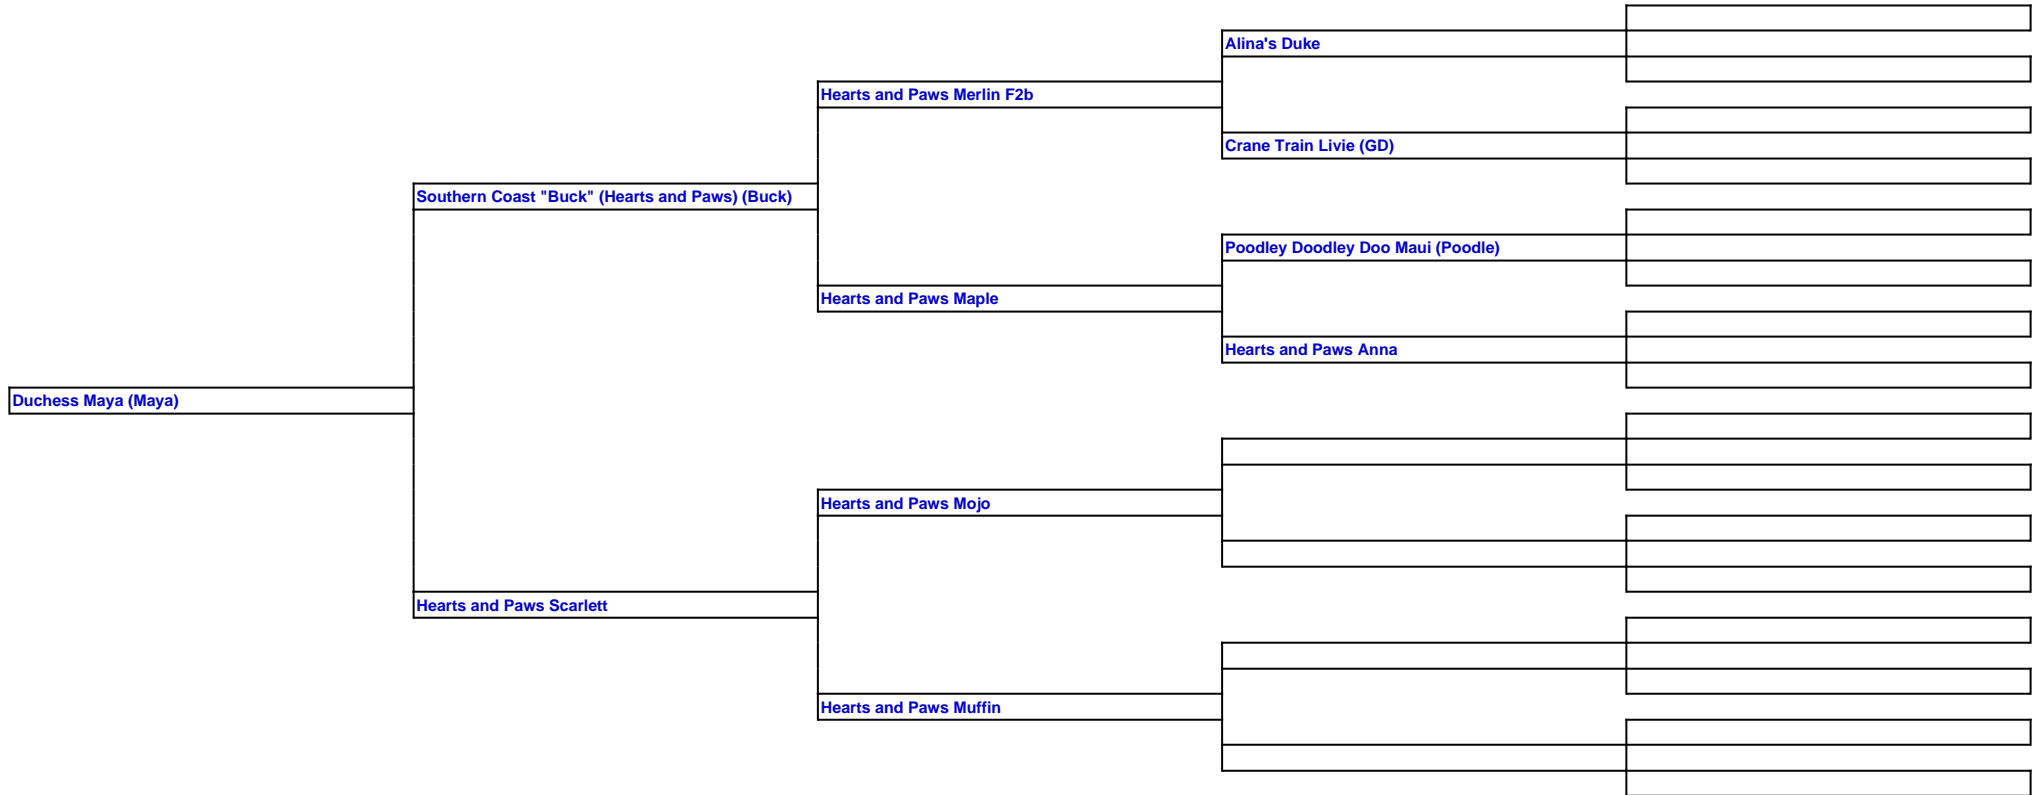 Alina's Duke
Hearts and Paws Merlin F2b
Crane Train Livie (GD)
Southern Coast "Buck" (Hearts and Paws) (Buck)
Poodley Doodley Doo Maui (Poodle)
Hearts and Paws Maple
Hearts and Paws Anna
Duchess Maya (Maya)
Hearts and Paws Mojo
Hearts and Paws Scarlett
Hearts and Paws Muffin